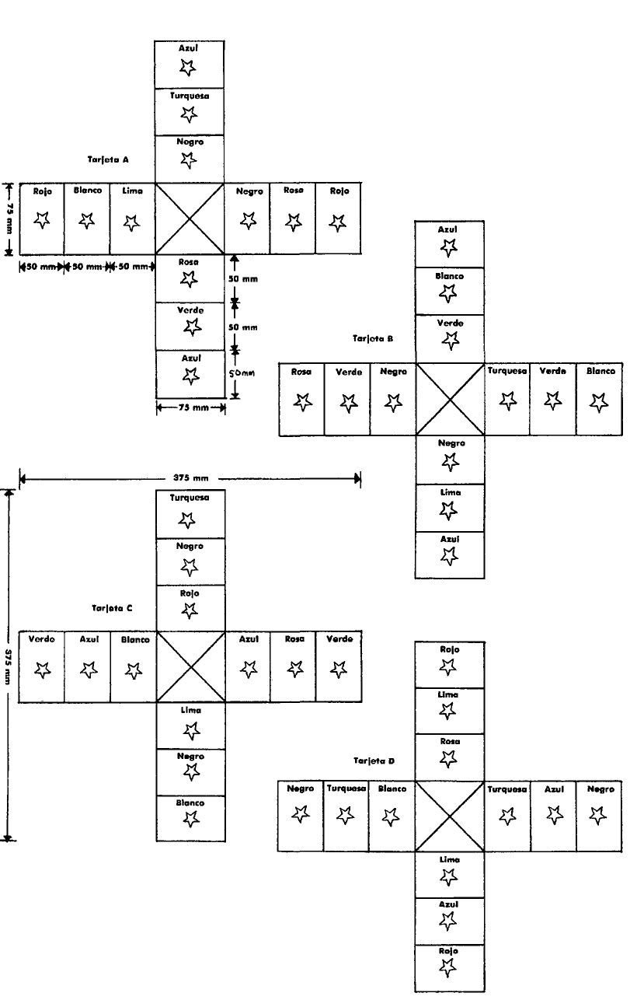 Azul
Turquesa
Negro
Tarjeta A
Rojo Blanco Lima Negro Rosa Rojo
75 mm
50 mm 50 mm 50 mm
Rosa
50 mm
Verde
50 mm
Azul
50mm
75 mm
Azul
Blanco
Verde
Tarjeta B
Rosa Verde Negro Turquesa Verde Blanco
Negro
Lima
Azul
375 mm
375 mm
Turquesa
Negro
Rojo
Tarjeta C
Verde Azul Blanco Azul Rosa Verde
Lima
Negro
Blanco
Rojo
Lima
Rosa
Tarjeta D
Negro Turquesa Blanco Turquesa Azul Negro
Lima
Azul
Rojo